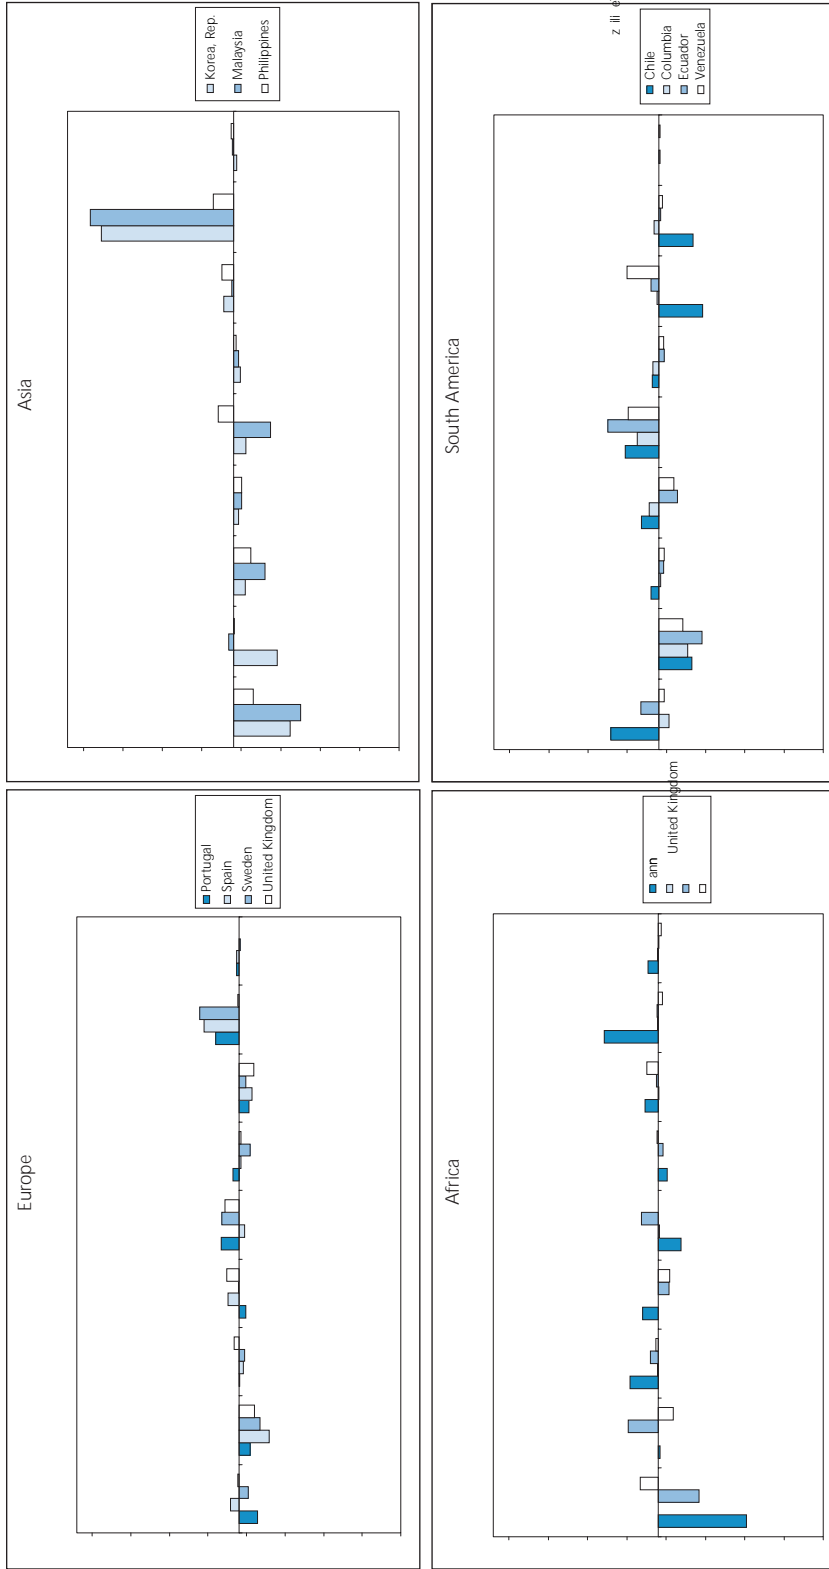 Europe
Portugal
Spain
Sweden
United Kingdom
Asia
Korea, Rep.
Malaysia
Philippines
Africa
ann
United Kingdom
South America
Chile
Columbia
Ecuador
Venezuela